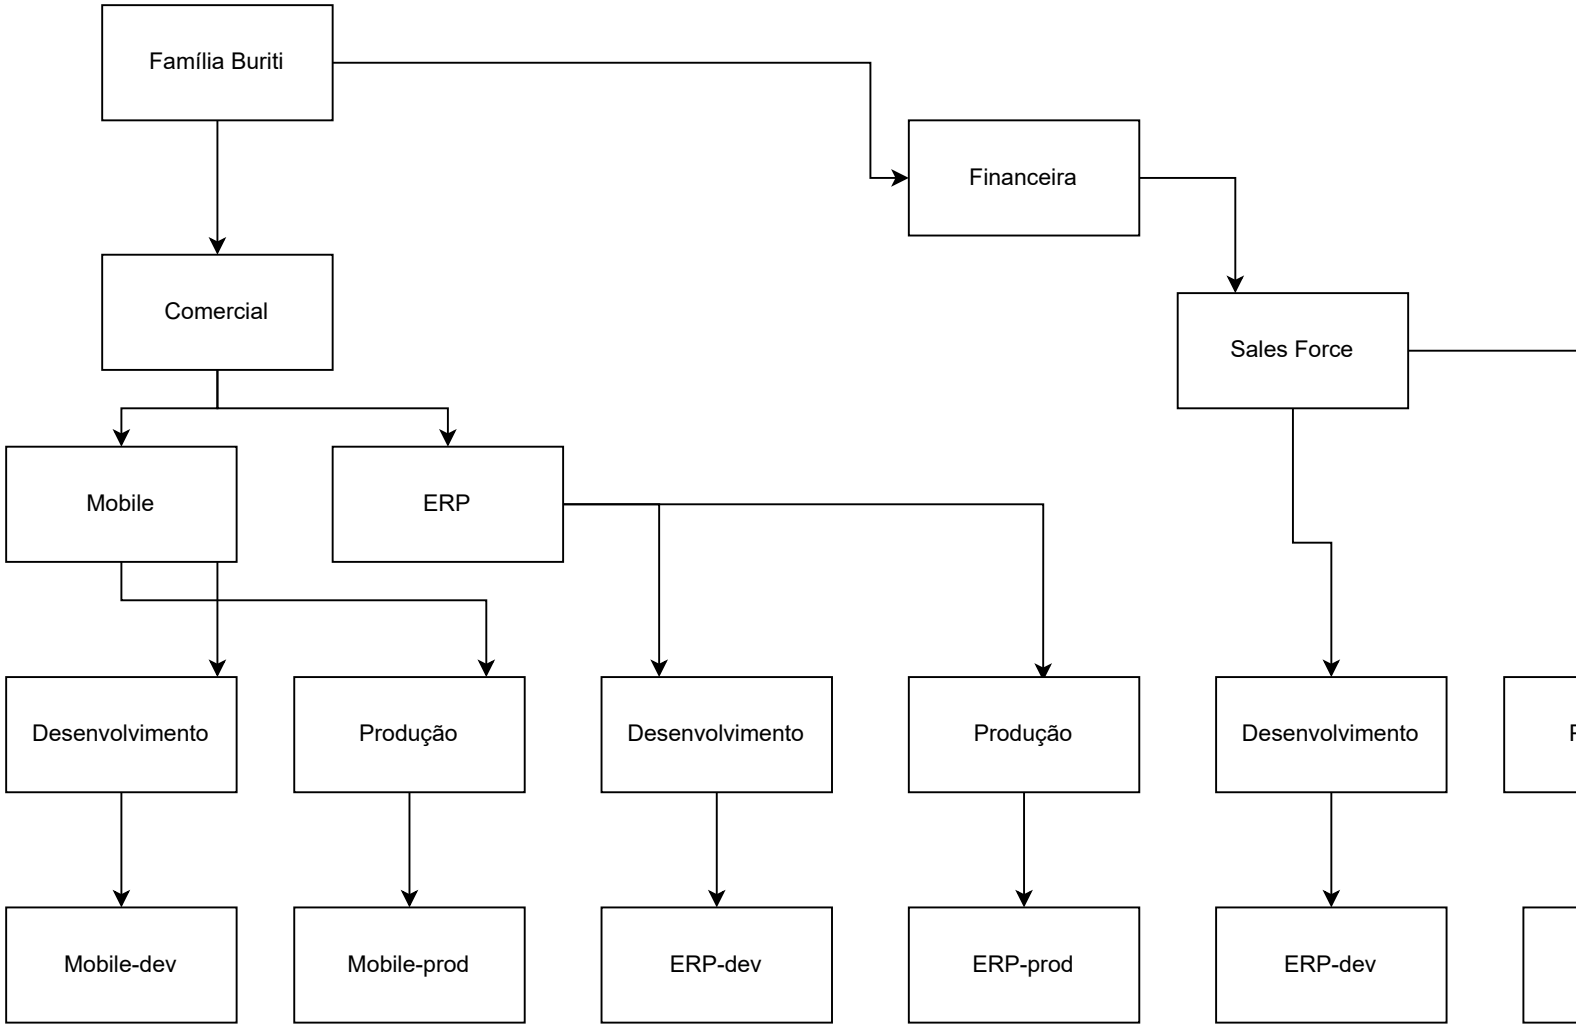 Família Buriti
Financeira
Comercial
Sales Force
Mobile
ERP
Desenvolvimento
Produção
Desenvolvimento
Produção
Desenvolvimento
Mobile-dev
Mobile-prod
ERP-dev
ERP-prod
ERP-dev